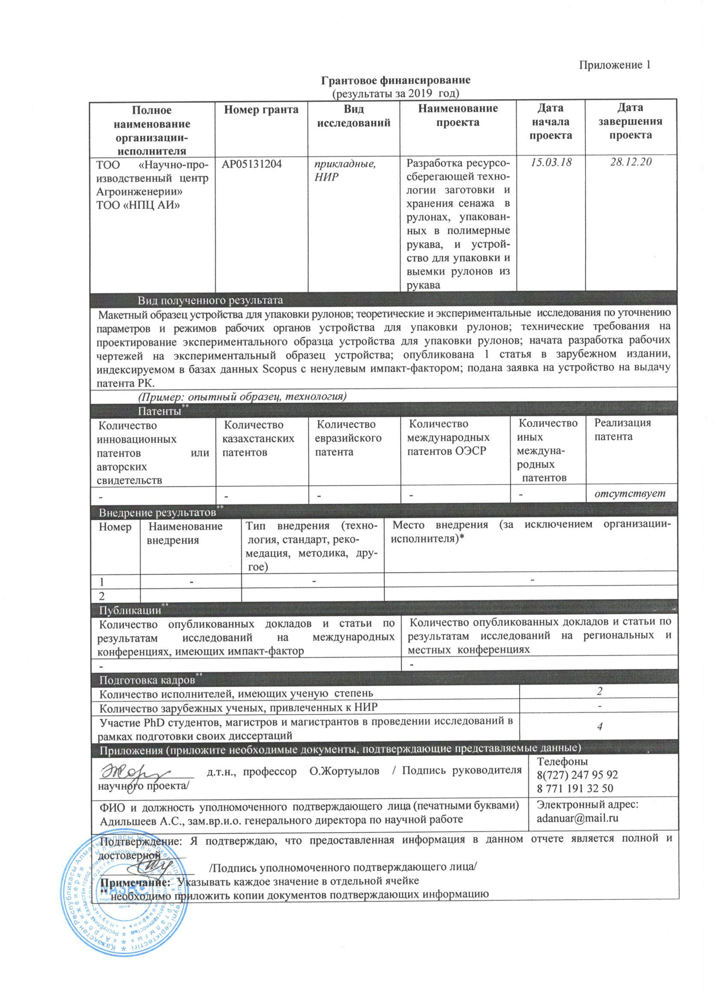 Приложение 1
Грантовое финансирование
(результаты за 2019 год)
Полное
наименование
организации-
исполнителя
Номер гранта
Вид
исследований
Наименование
проекта
Дата
начала
проекта
Дата
завершения
проекта
ТОО «Научно-про-
изводственный центр
Агроинженерии»
ТОО «НПЦ АИ»
АР05131204
прикладные,
НИР
Разработка ресурсо-
сберегающей техно-
логии заготовки и
хранения сенажа в
рулонах, упакован-
ных в полимерные
рукава, и устрой-
ство для упаковки и
выемки рулонов из
рукава
15.03.18
28.12.20
Вид полученного результата
Макетный образец устройства для упаковки рулонов; теоретические и экспериментальные исследования по уточнению
параметров и режимов рабочих органов устройства для упаковки рулонов; технические требования на
проектирование экспериментального образца устройства для упаковки рулонов; начата разработка рабочих
чертежей на экспериментальный образец устройства; опубликована 1 статья в зарубежном издании,
индексируемом в базах данных Scopus с ненулевым импакт-фактором; подана заявка на устройство на выдачу
патента РК.
(Пример: опытный образец, технология)
Патенты**
Количество
инновационных
патентов или
авторских
свидетельств
Количество
казахстанских
патентов
Количество
евразийского
патента
Количество
международных
патентов ОЭСР
Количество
иных
междуна-
родных
патентов
Реализация
патента
- - - - - отсутствует
Внедрение результатов**
Номер
Наименование
внедрения
Тип внедрения (техно-
логия, стандарт, реко-
медация, методика, дру-
гое)
Место внедрения (за исключением организации-
исполнителя)*
1 - - -
2
Публикации**
Количество опубликованных докладов и статьи по
результатам исследований на международных
конференциях, имеющих импакт-фактор
Количество опубликованных докладов и статьи по
результатам исследований на региональных и
местных конференциях
- -
Подготовка кадров**
Количество исполнителей, имеющих ученую степень 2
Количество зарубежных ученых, привлеченных к НИР -
Участие PhD студентов, магистров и магистрантов в проведении исследований в
рамках подготовки своих диссертаций
4
Приложения (приложите необходимые документы, подтверждающие представляемые данные)
д.т.н., профессор О.Жортуылов / Подпись руководителя
научного проекта/
Телефоны
8(727) 247 95 92
8 771 191 32 50
ФИО и должность уполномоченного подтверждающего лица (печатными буквами)
Адильшеев А.С., зам.вр.и.о. генерального директора по научной работе
Электронный адрес:
adanuar@mail.ru
Подтверждение: Я подтверждаю, что предоставленная информация в данном отчете является полной и
достоверной
/Подпись уполномоченного подтверждающего лица/
Примечание: Указывать каждое значение в отдельной ячейке
** необходимо приложить копии документов подтверждающих информацию